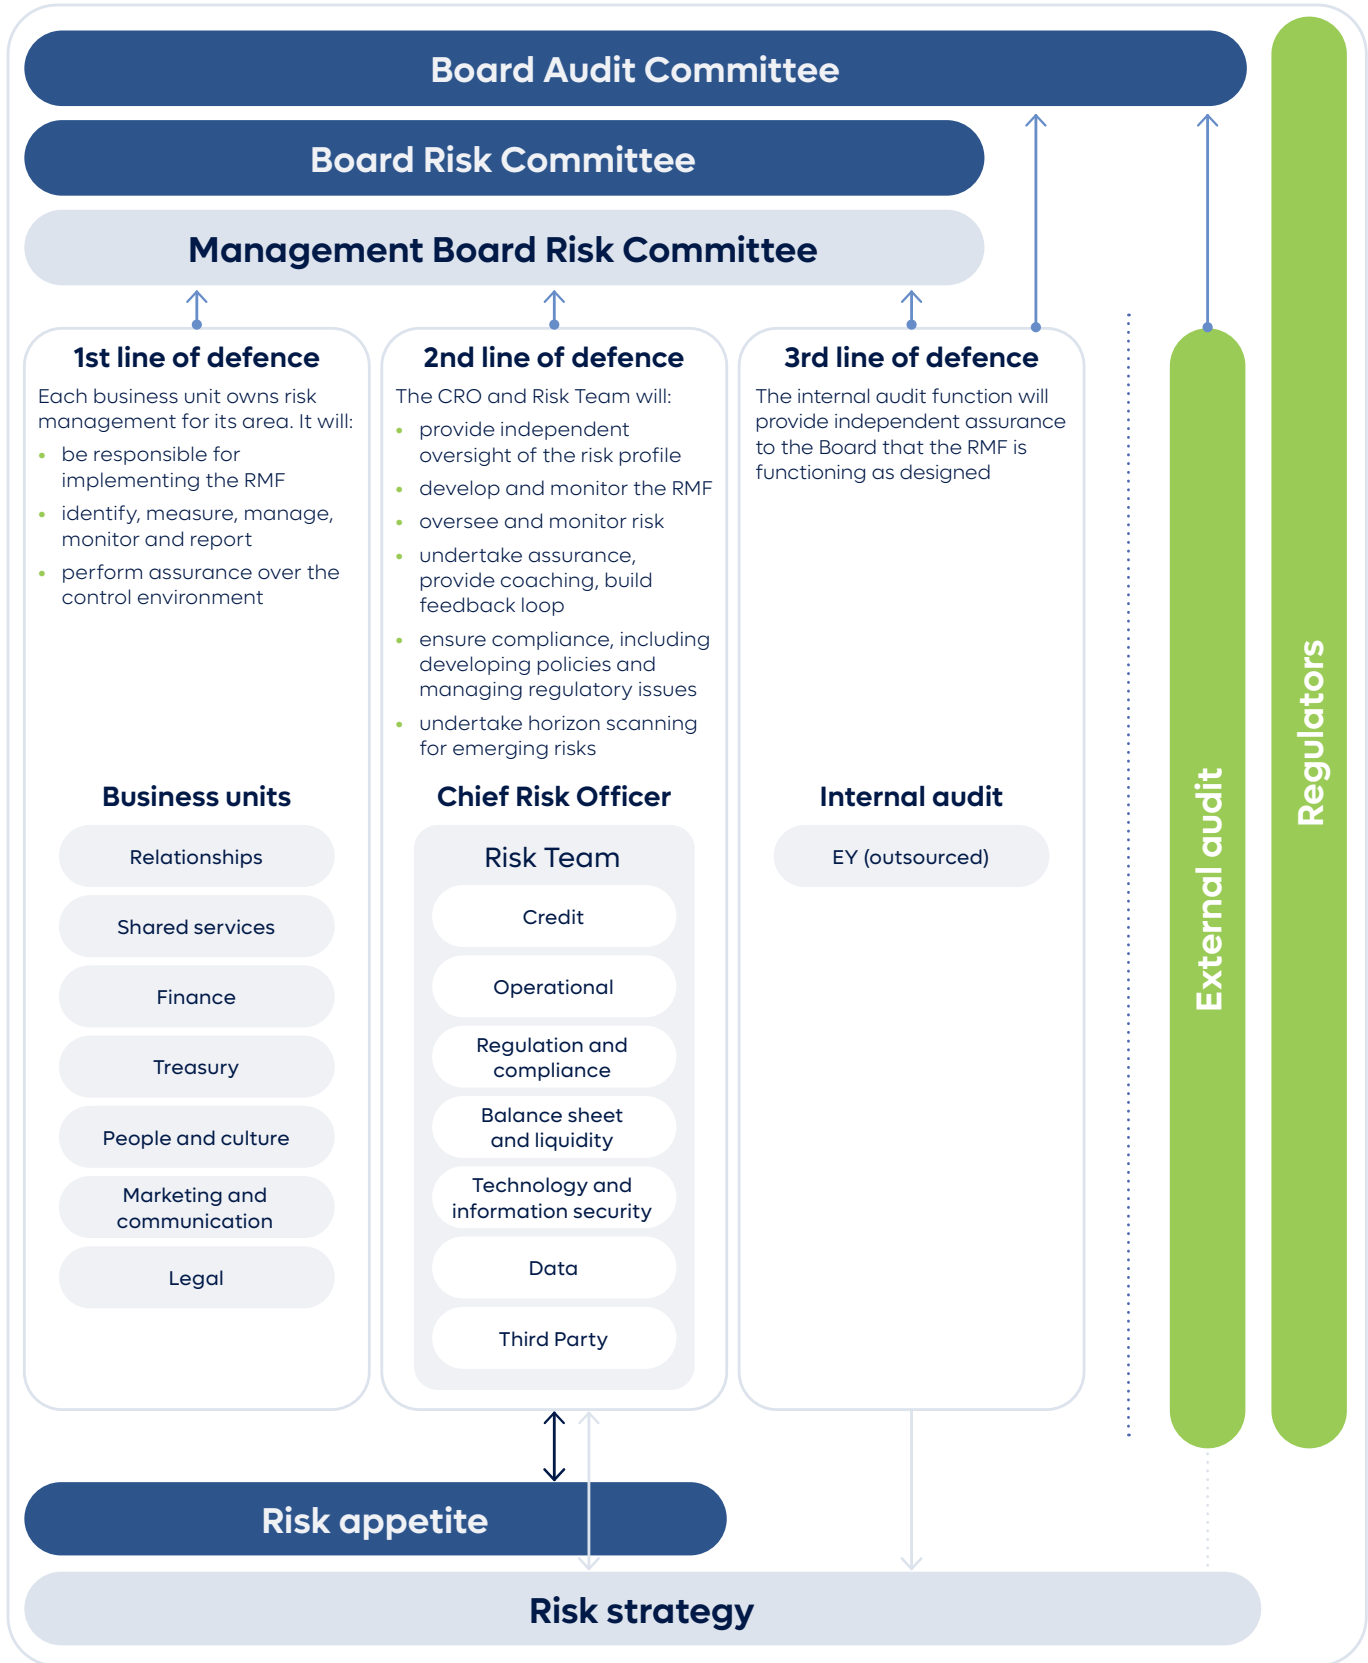 Board Audit Committee
Board Risk Committee
Management Board Risk Committee
1st line of defence
Each business unit owns risk
management for its area. It will:
• be responsible for
implementing the RMF
• identify, measure, manage,
monitor and report
• perform assurance over the
control environment
Business units
Relationships
Shared services
Finance
Treasury
People and culture
Marketing and
communication
Legal
2nd line of defence
The CRO and Risk Team will:
• provide independent
oversight of the risk profile
• develop and monitor the RMF
• oversee and monitor risk
• undertake assurance,
provide coaching, build
feedback loop
• ensure compliance, including
developing policies and
managing regulatory issues
• undertake horizon scanning
for emerging risks
Chief Risk Officer
Risk Team
Credit
Operational
Regulation and
compliance
Balance sheet
and liquidity
Technology and
information security
Data
Third Party
3rd line of defence
The internal audit function will
provide independent assurance
to the Board that the RMF is
functioning as designed
Internal audit
EY (outsourced)
External audit
Regulators
Risk appetite
Risk strategy